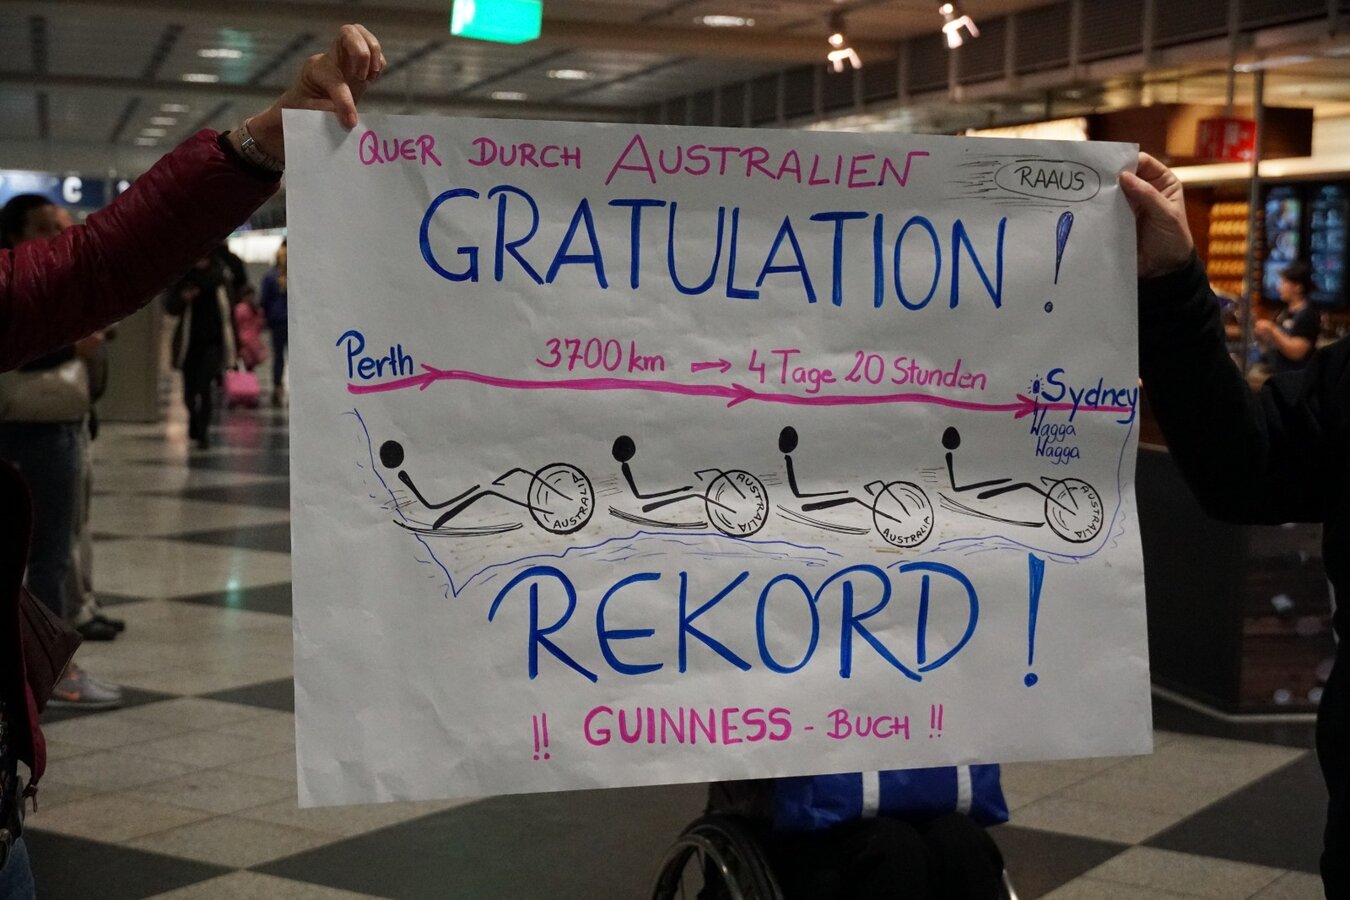 QUER DURCH AUSTRALIEN
RAAUS
GRATULATION !
Perth 3700 km → 4 Tage 20 Stunden Sydney
Wagga
Wagga
AUSTRALIA AUSTRALIA AUSTRALIA AUSTRALIA
REKORD !
!! GUINNESS - BUCH !!
C